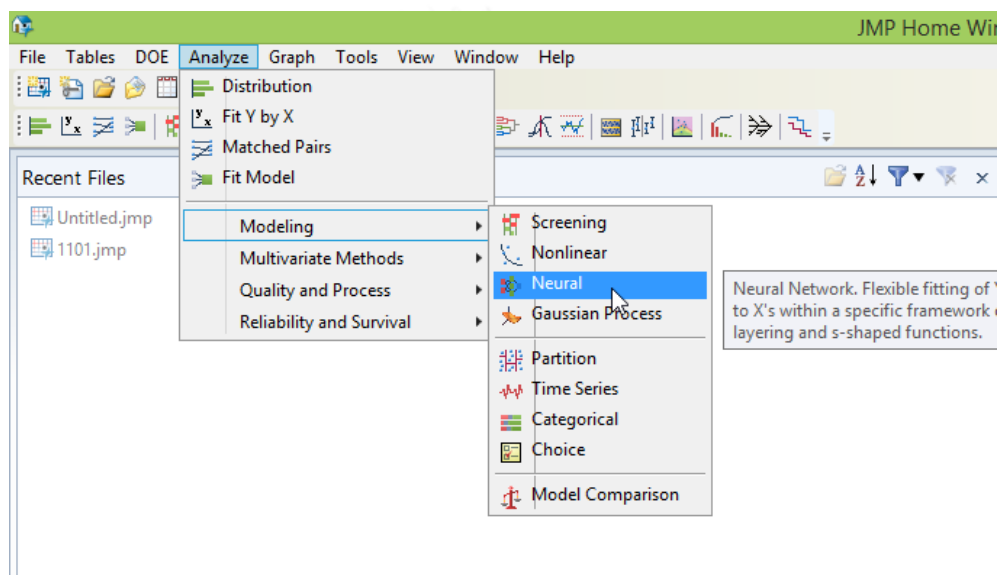 JMP Home Win
File Tables DOE Analyze Graph Tools View Window Help
Distribution
Fit Y by X
Matched Pairs
Fit Model
Modeling
Multivariate Methods
Quality and Process
Reliability and Survival
Recent Files
Untitled.jmp
1101.jmp
Screening
Nonlinear
Neural
Gaussian Process
Partition
Time Series
Categorical
Choice
Model Comparison
Neural Network. Flexible fitting of Y
to X's within a specific framework
layering and s-shaped functions.